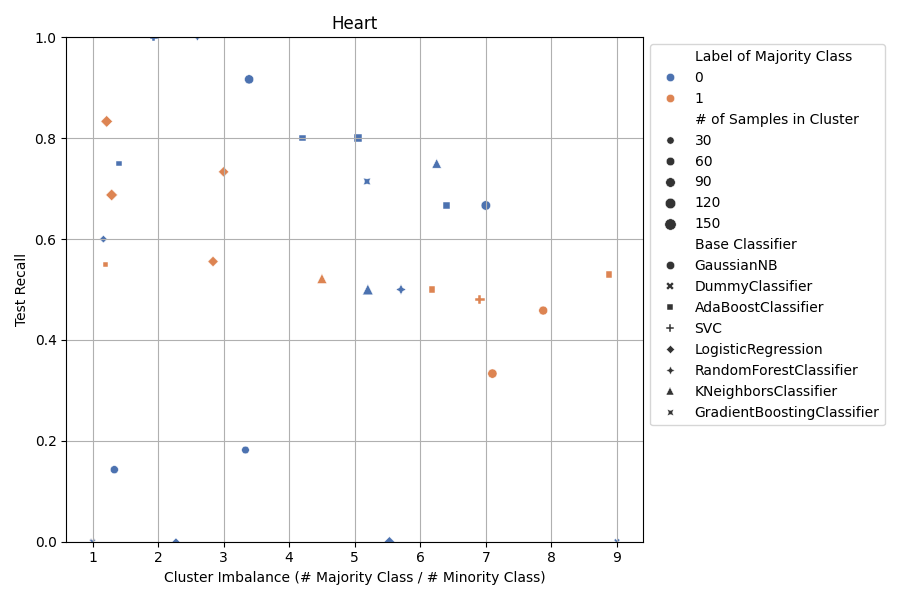 Heart
1.0
0.8
0.6
0.4
0.2
0.0
Test Recall
1 2 3 4 5 6 7 8 9
Cluster Imbalance (# Majority Class / # Minority Class)
Label of Majority Class
0
1
# of Samples in Cluster
30
60
90
120
150
Base Classifier
GaussianNB
DummyClassifier
AdaBoostClassifier
SVC
LogisticRegression
RandomForestClassifier
KNeighborsClassifier
GradientBoostingClassifier